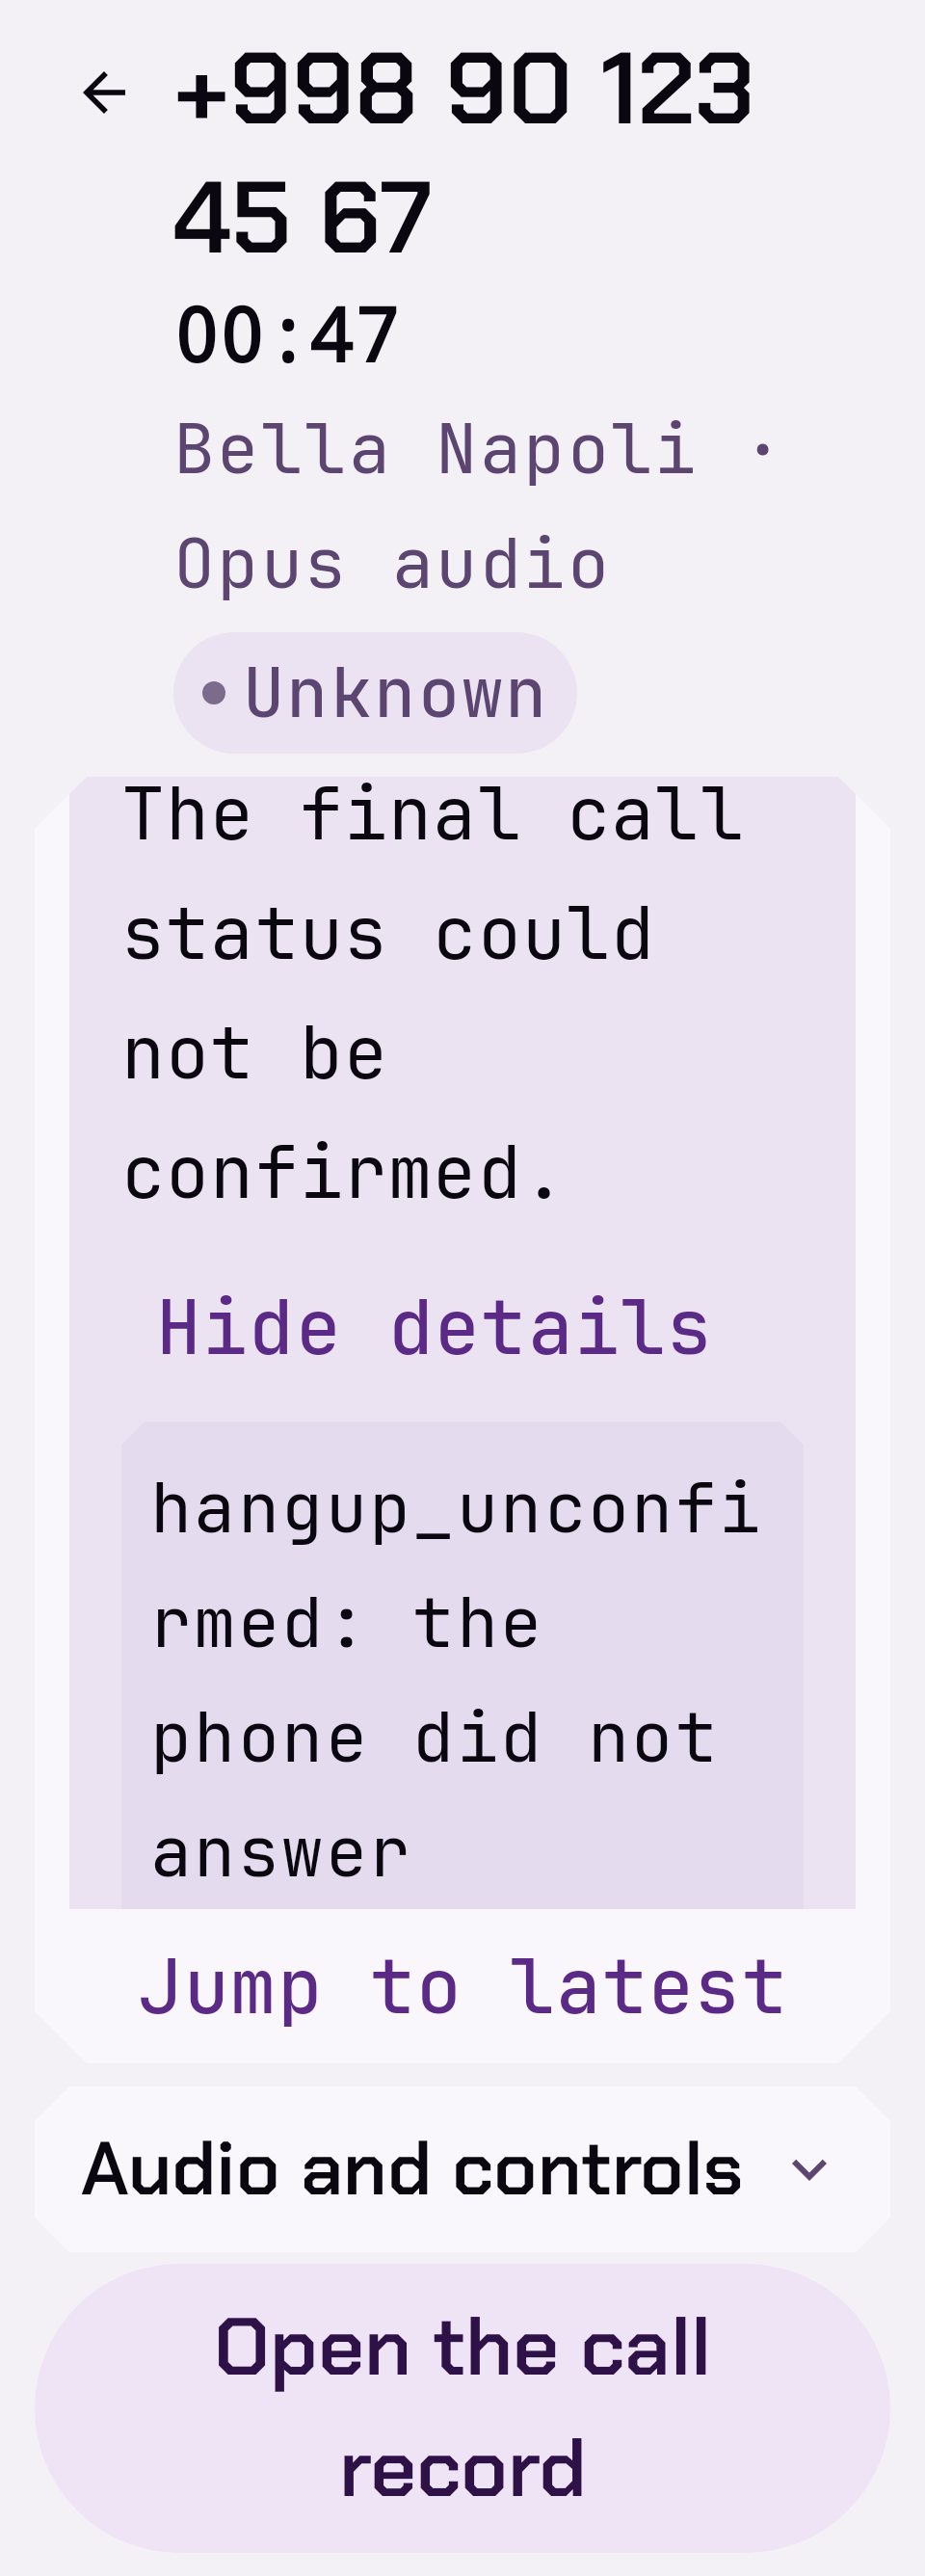 +998 90 123
45 67
00:47
Bella Napoli ·
Opus audio
Unknown
The final call
status could
not be
confirmed.
Hide details
hangup_unconfi
rmed: the
phone did not
answer
Jump to latest
Audio and controls
Open the call
record